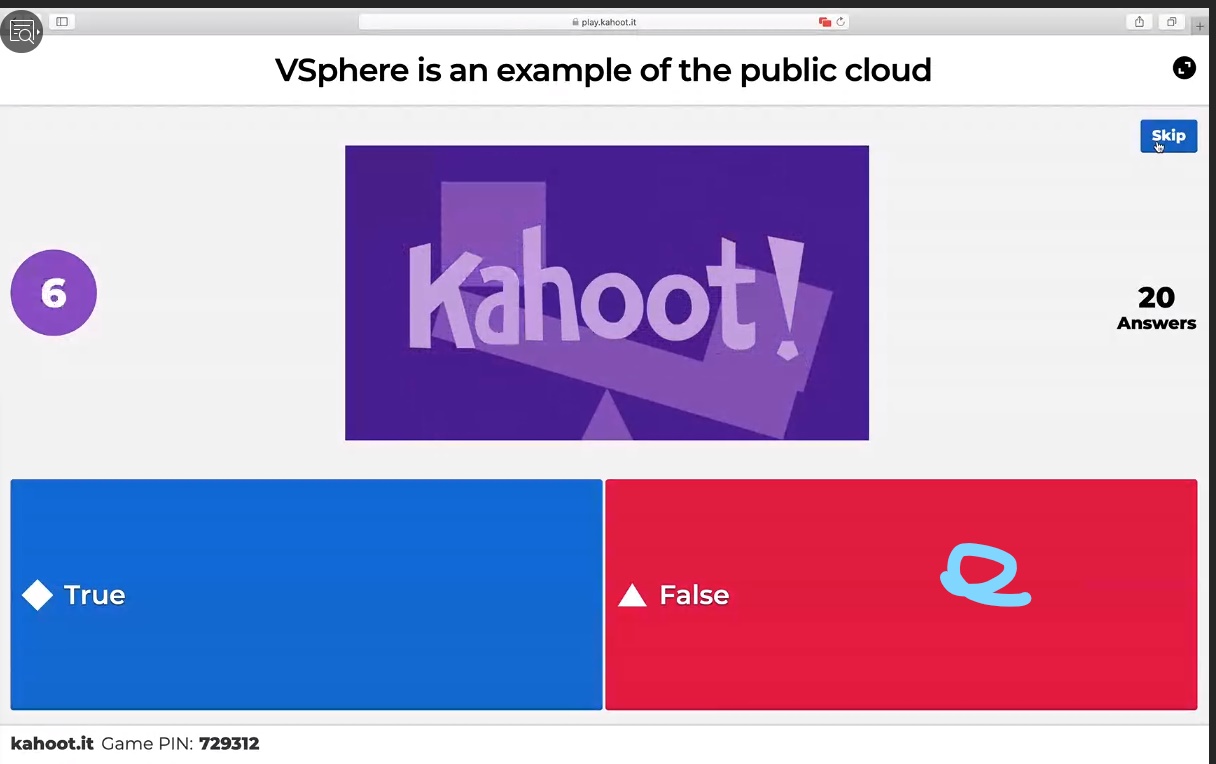 play.kahoot.it
VSphere is an example of the public cloud
Skip
Kahoot!
6
20
Answers
True
False
kahoot.it Game PIN: 729312